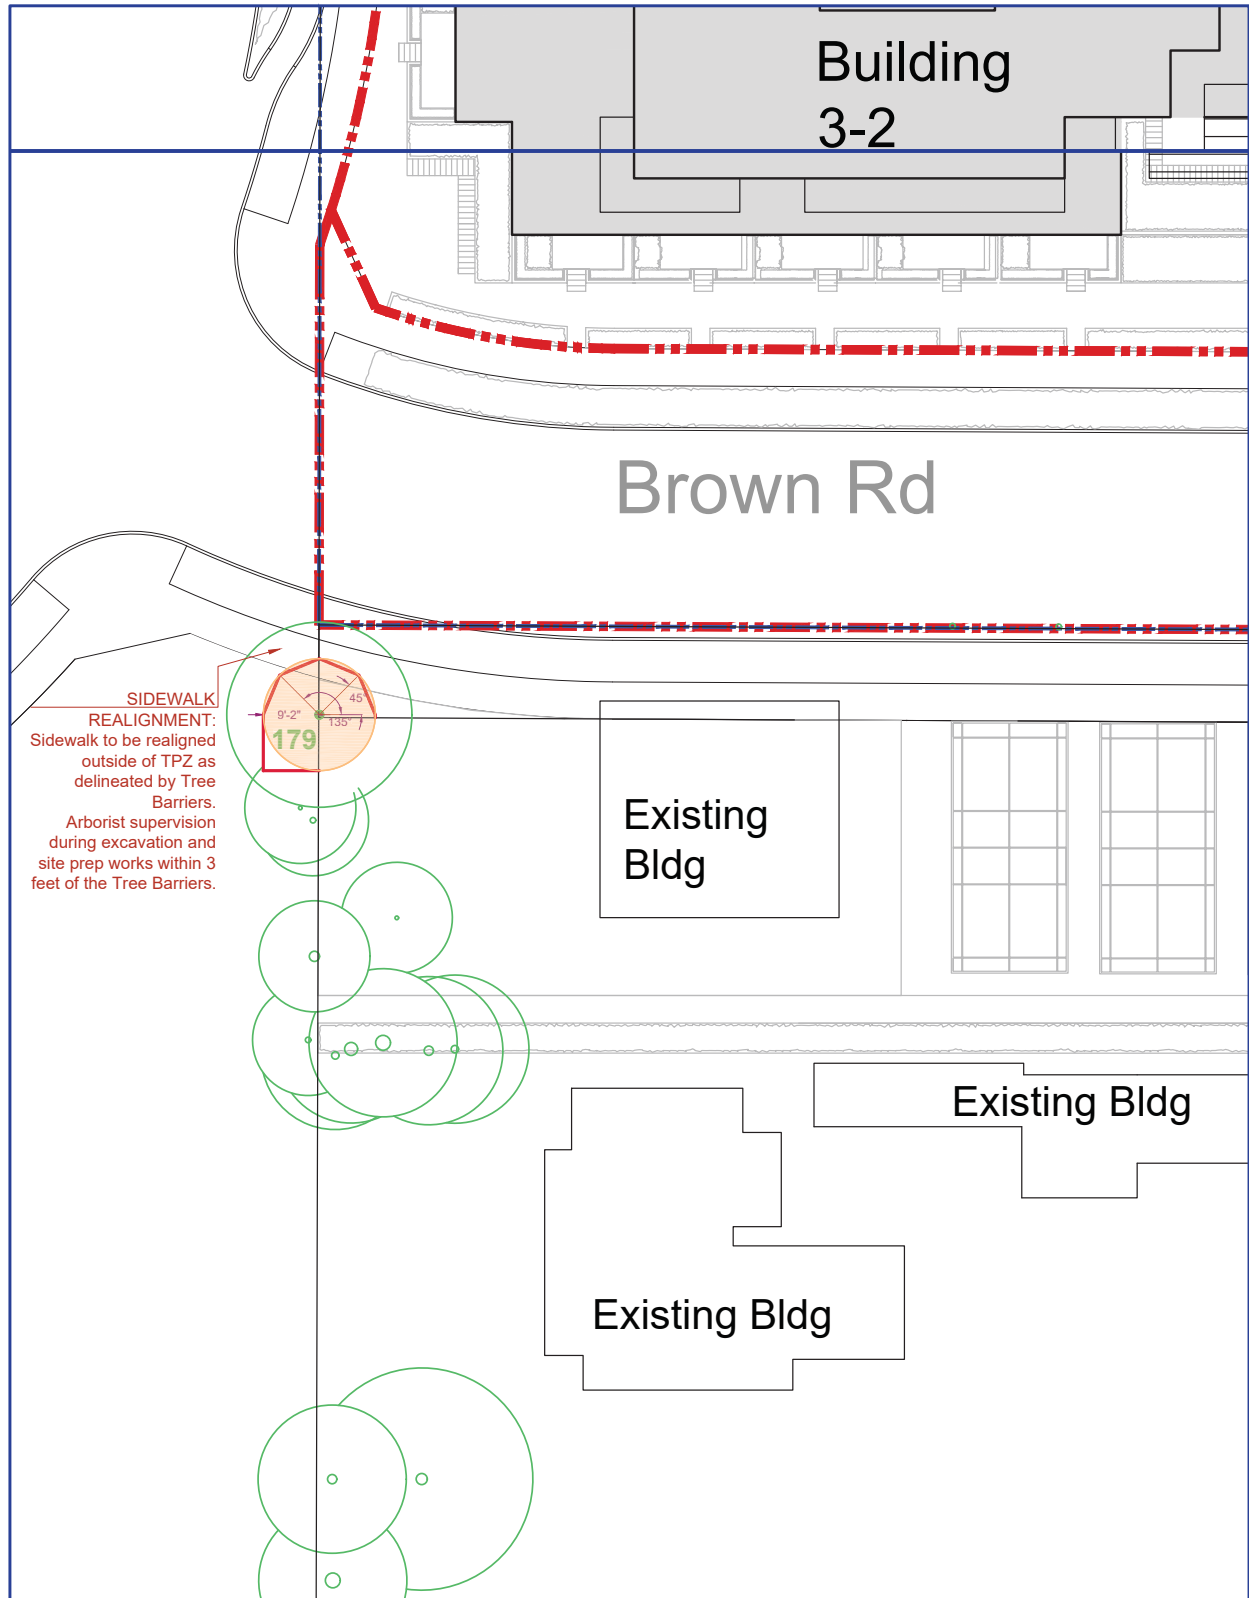 Building
3-2
Brown Rd
SIDEWALK
REALIGNMENT:
Sidewalk to be realigned
outside of TPZ as
delineated by Tree
Barriers.
Arborist supervision
during excavation and
site prep works within 3
feet of the Tree Barriers.
45°
9'-2"
135°
179
Existing
Bldg
Existing Bldg
Existing Bldg